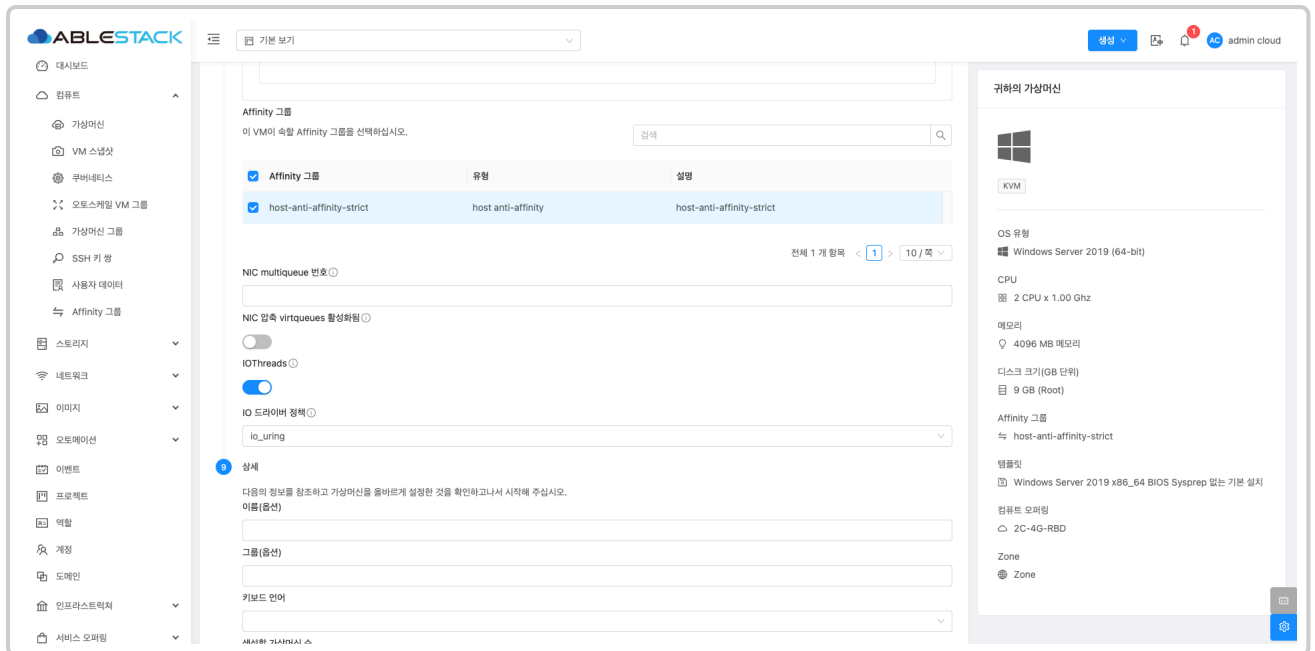 ABLESTACK
기본 보기
생성
1
AC
admin cloud
대시보드
컴퓨트
가상머신
VM 스냅샷
쿠버네티스
오토스케일 VM 그룹
가상머신 그룹
SSH 키 쌍
사용자 데이터
Affinity 그룹
스토리지
네트워크
이미지
오토메이션
이벤트
프로젝트
역할
계정
도메인
인프라스트럭쳐
서비스 오퍼링
Affinity 그룹
이 VM이 속할 Affinity 그룹을 선택하십시오.
검색
Affinity 그룹 유형 설명
host-anti-affinity-strict host anti-affinity host-anti-affinity-strict
전체 1 개 항목 < 1 > 10 / 쪽
NIC multiqueue 번호
NIC 압축 virtqueues 활성화됨
IOThreads
IO 드라이버 정책
io_uring
9 상세
다음의 정보를 참조하고 가상머신을 올바르게 설정한 것을 확인하고나서 시작해 주십시오.
이름(옵션)
그룹(옵션)
키보드 언어
생성할 가상머신 수
귀하의 가상머신
KVM
OS 유형
Windows Server 2019 (64-bit)
CPU
2 CPU x 1.00 Ghz
메모리
4096 MB 메모리
디스크 크기(GB 단위)
9 GB (Root)
Affinity 그룹
host-anti-affinity-strict
템플릿
Windows Server 2019 x86_64 BIOS Sysprep 없는 기본 설치
컴퓨트 오퍼링
2C-4G-RBD
Zone
Zone